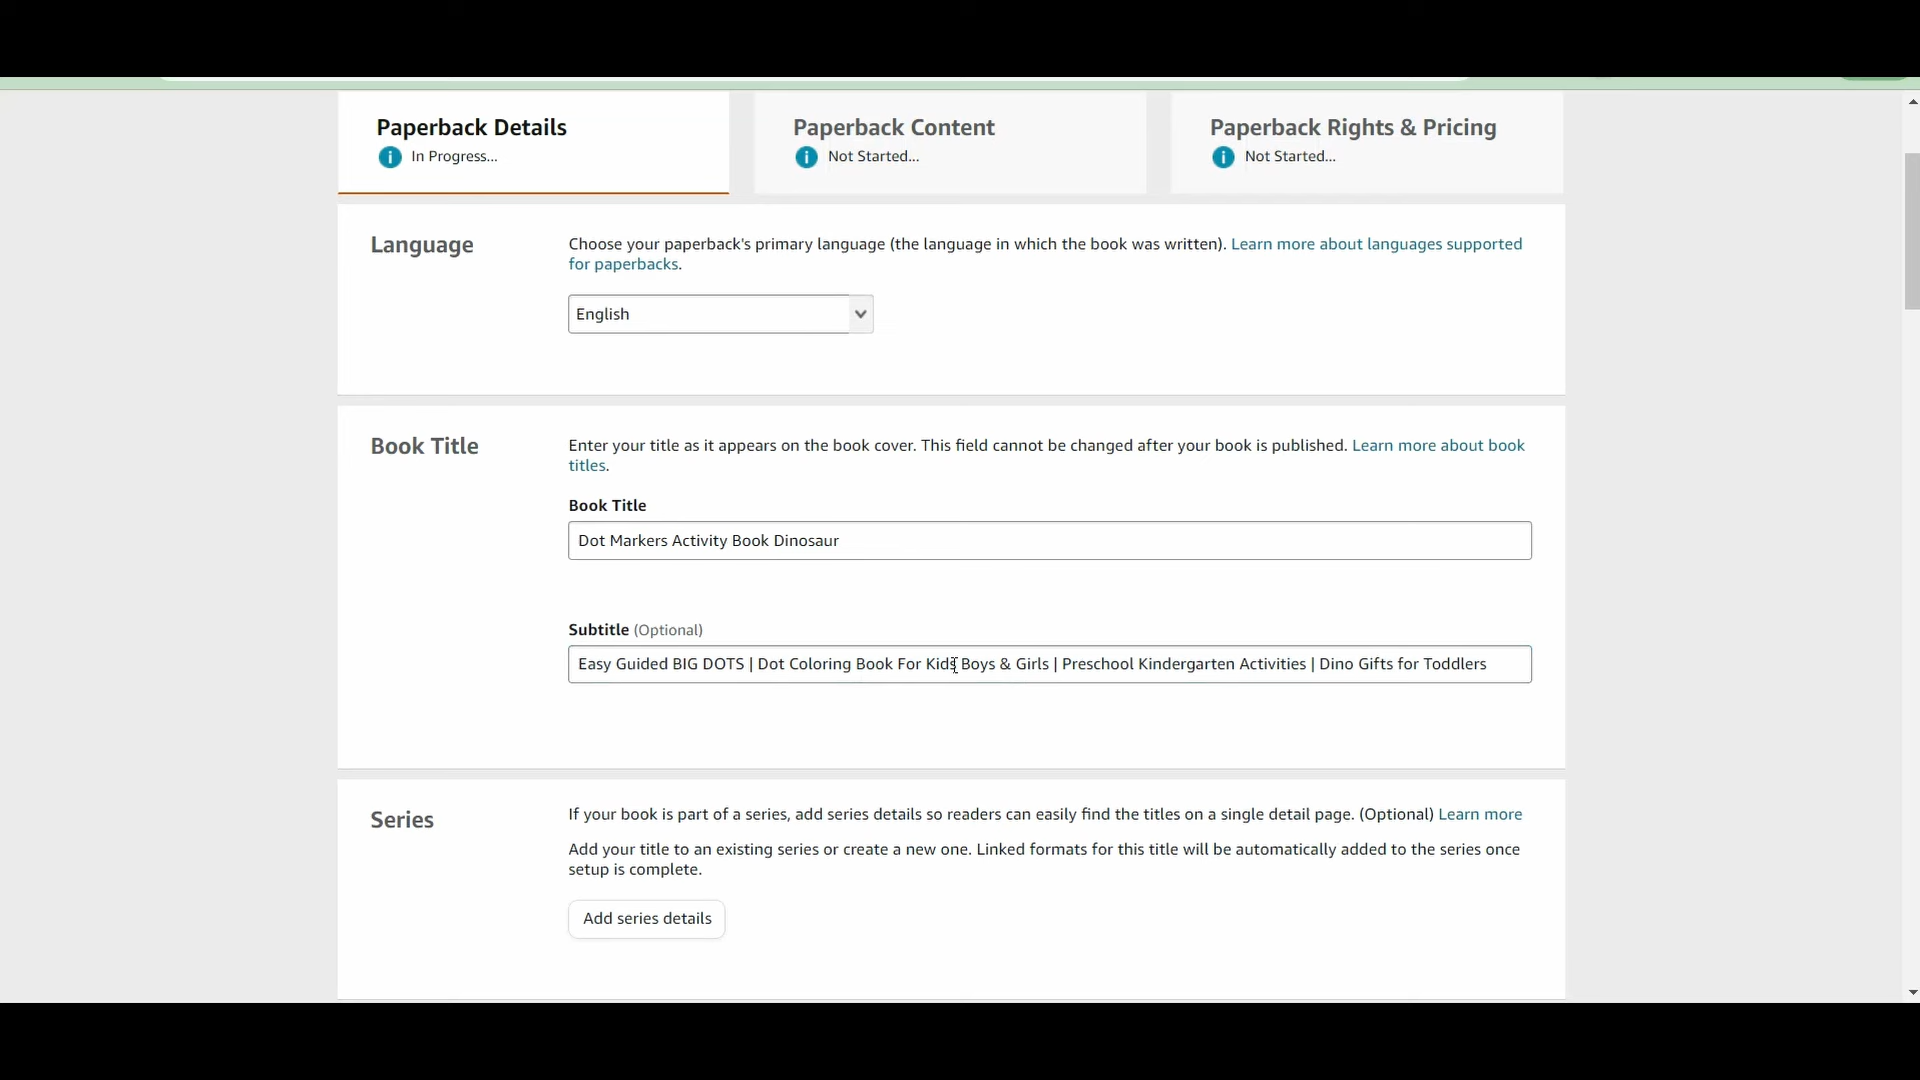 Paperback Details
In Progress...
Paperback Content
Not Started...
Paperback Rights & Pricing
Not Started...
Language
Choose your paperback's primary language (the language in which the book was written). Learn more about languages supported
for paperbacks.
English
Book Title
Enter your title as it appears on the book cover. This field cannot be changed after your book is published. Learn more about book
titles.
Book Title
Dot Markers Activity Book Dinosaur
Subtitle (Optional)
Easy Guided BIG DOTS | Dot Coloring Book For Kids Boys & Girls | Preschool Kindergarten Activities | Dino Gifts for Toddlers
Series
If your book is part of a series, add series details so readers can easily find the titles on a single detail page. (Optional) Learn more
Add your title to an existing series or create a new one. Linked formats for this title will be automatically added to the series once
setup is complete.
Add series details